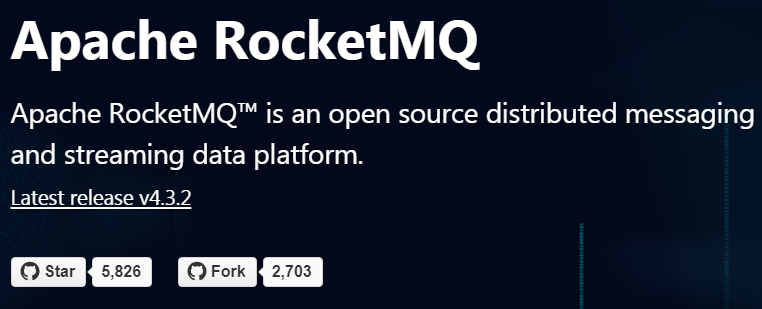 Apache RocketMQ
Apache RocketMQ™ is an open source distributed messaging
and streaming data platform.
Latest release v4.3.2
Star 5,826 Fork 2,703